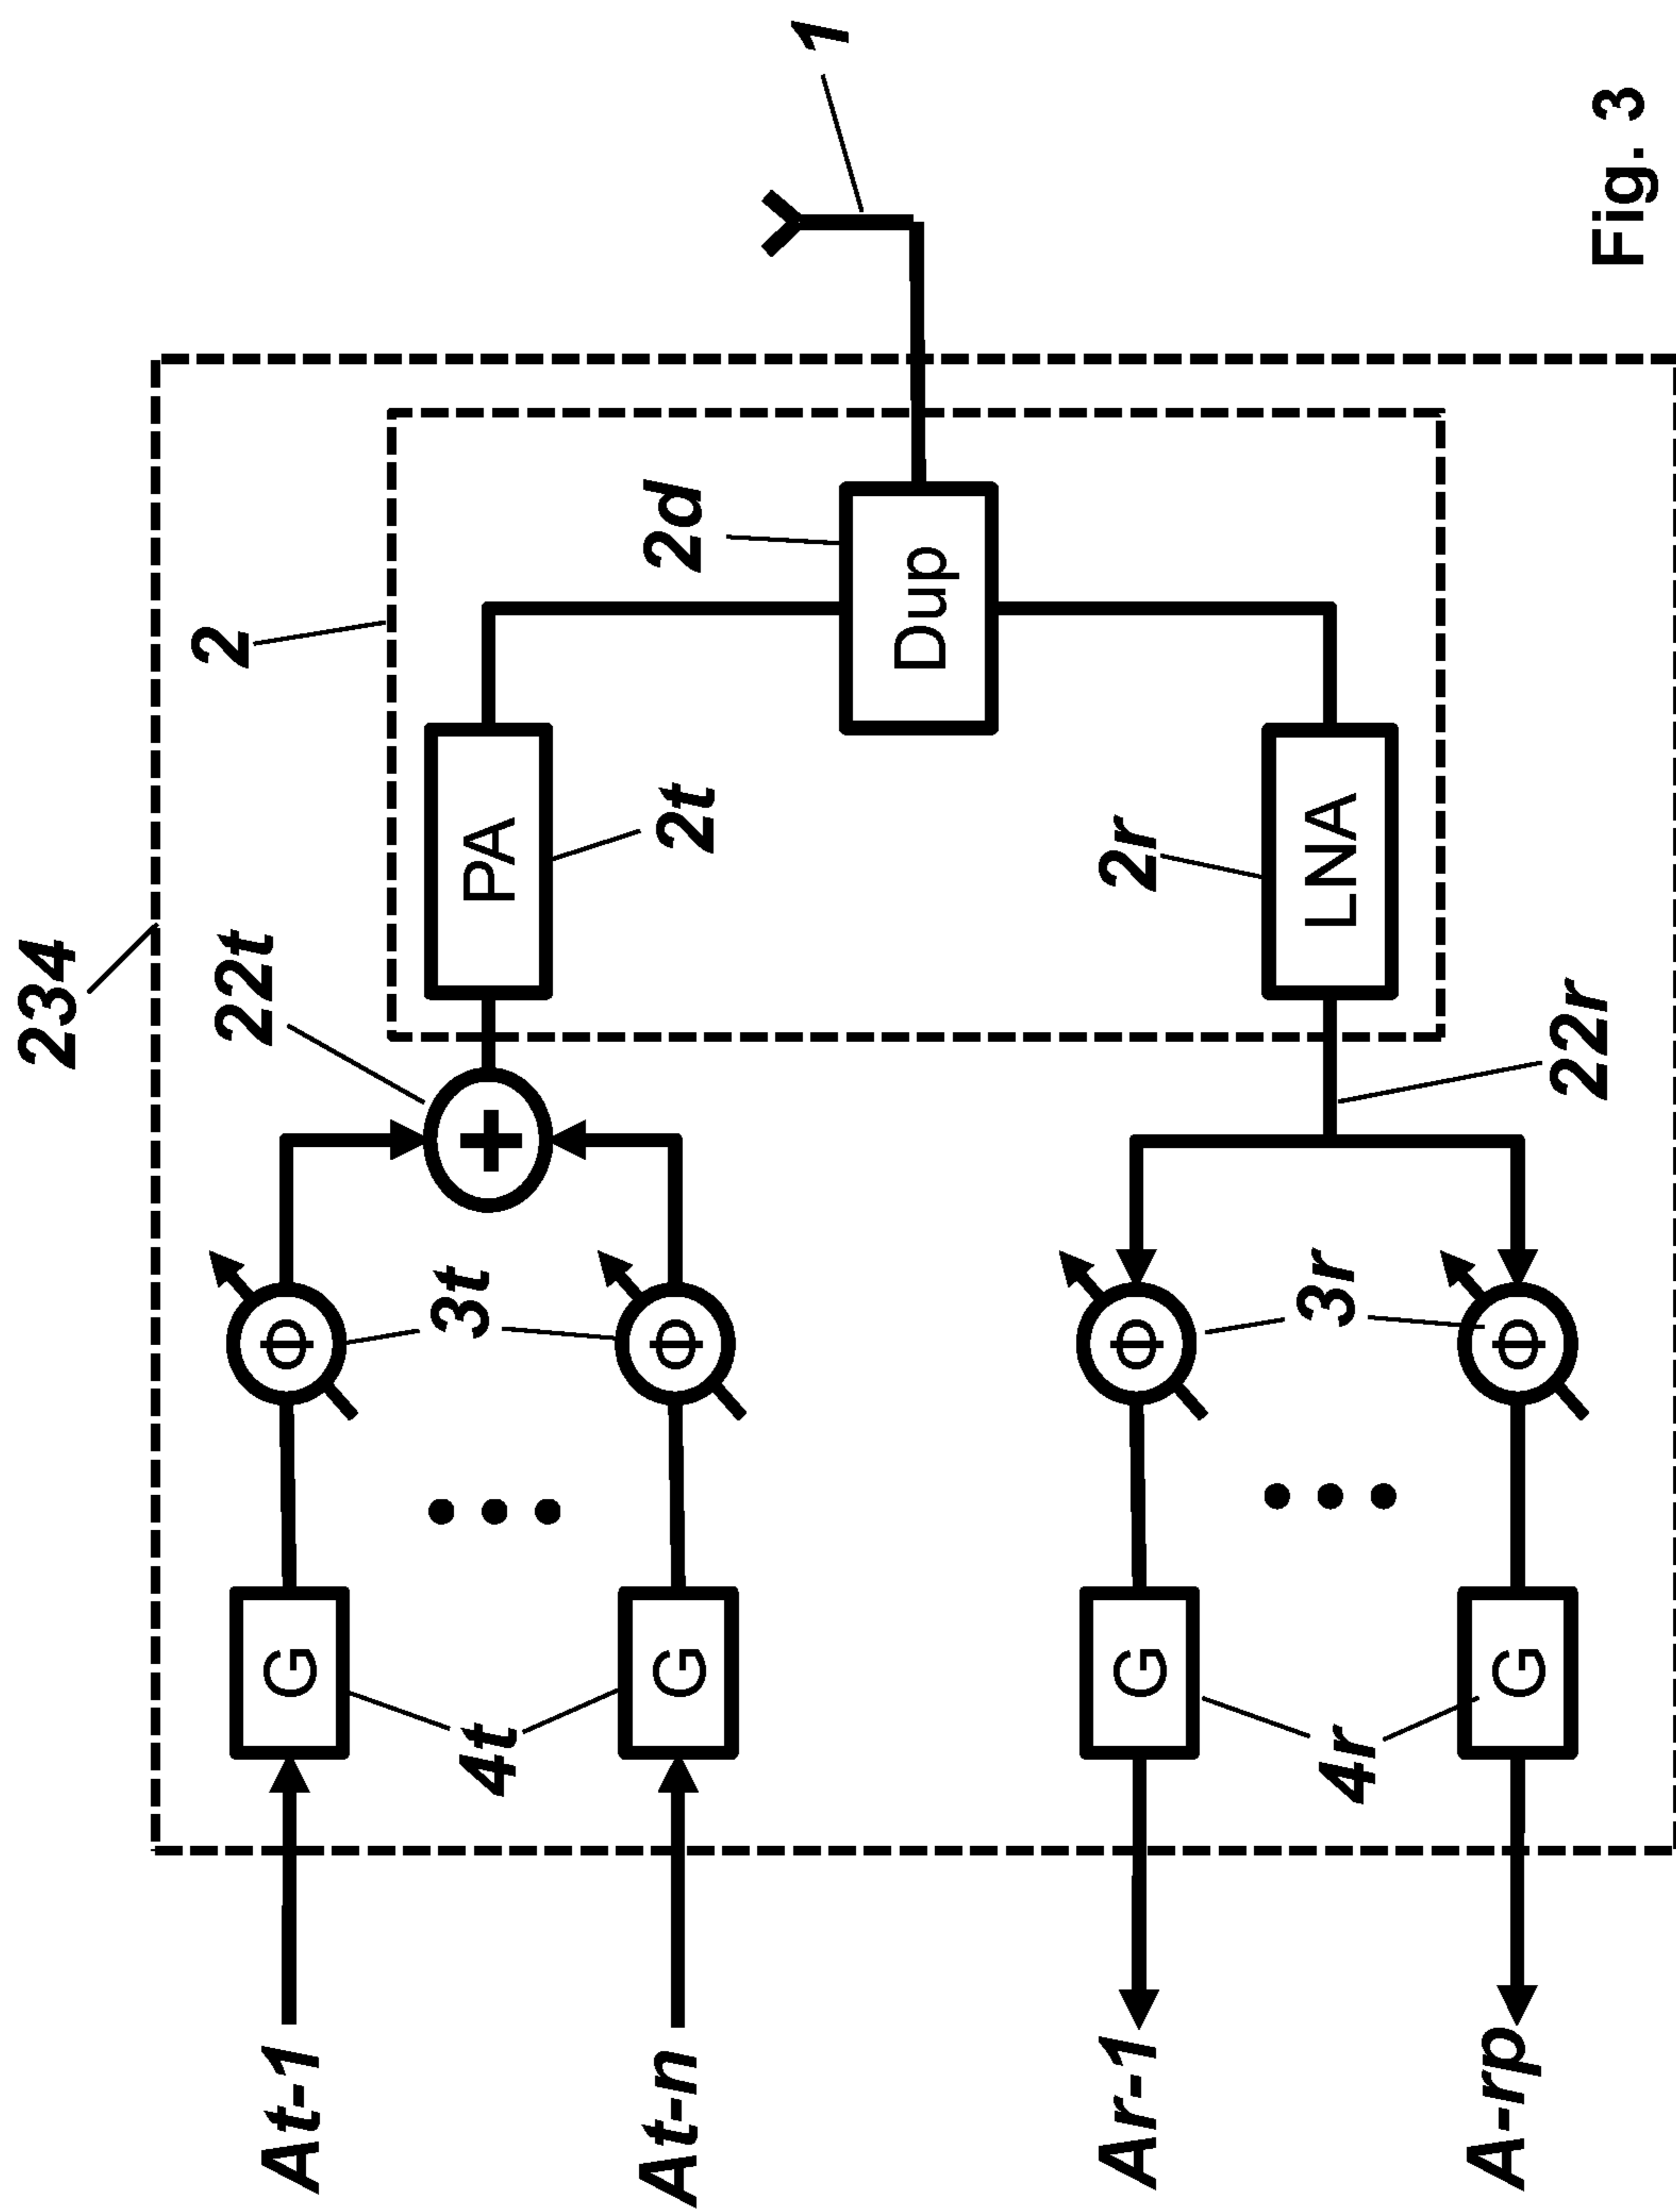 234
2
1
22t
2d
At-1
G
Φ
PA
2t
4t
3t
At-n
G
Φ
Dup
2r
Ar-1
G
Φ
LNA
4r
3r
A-rp
G
Φ
22r
Fig. 3